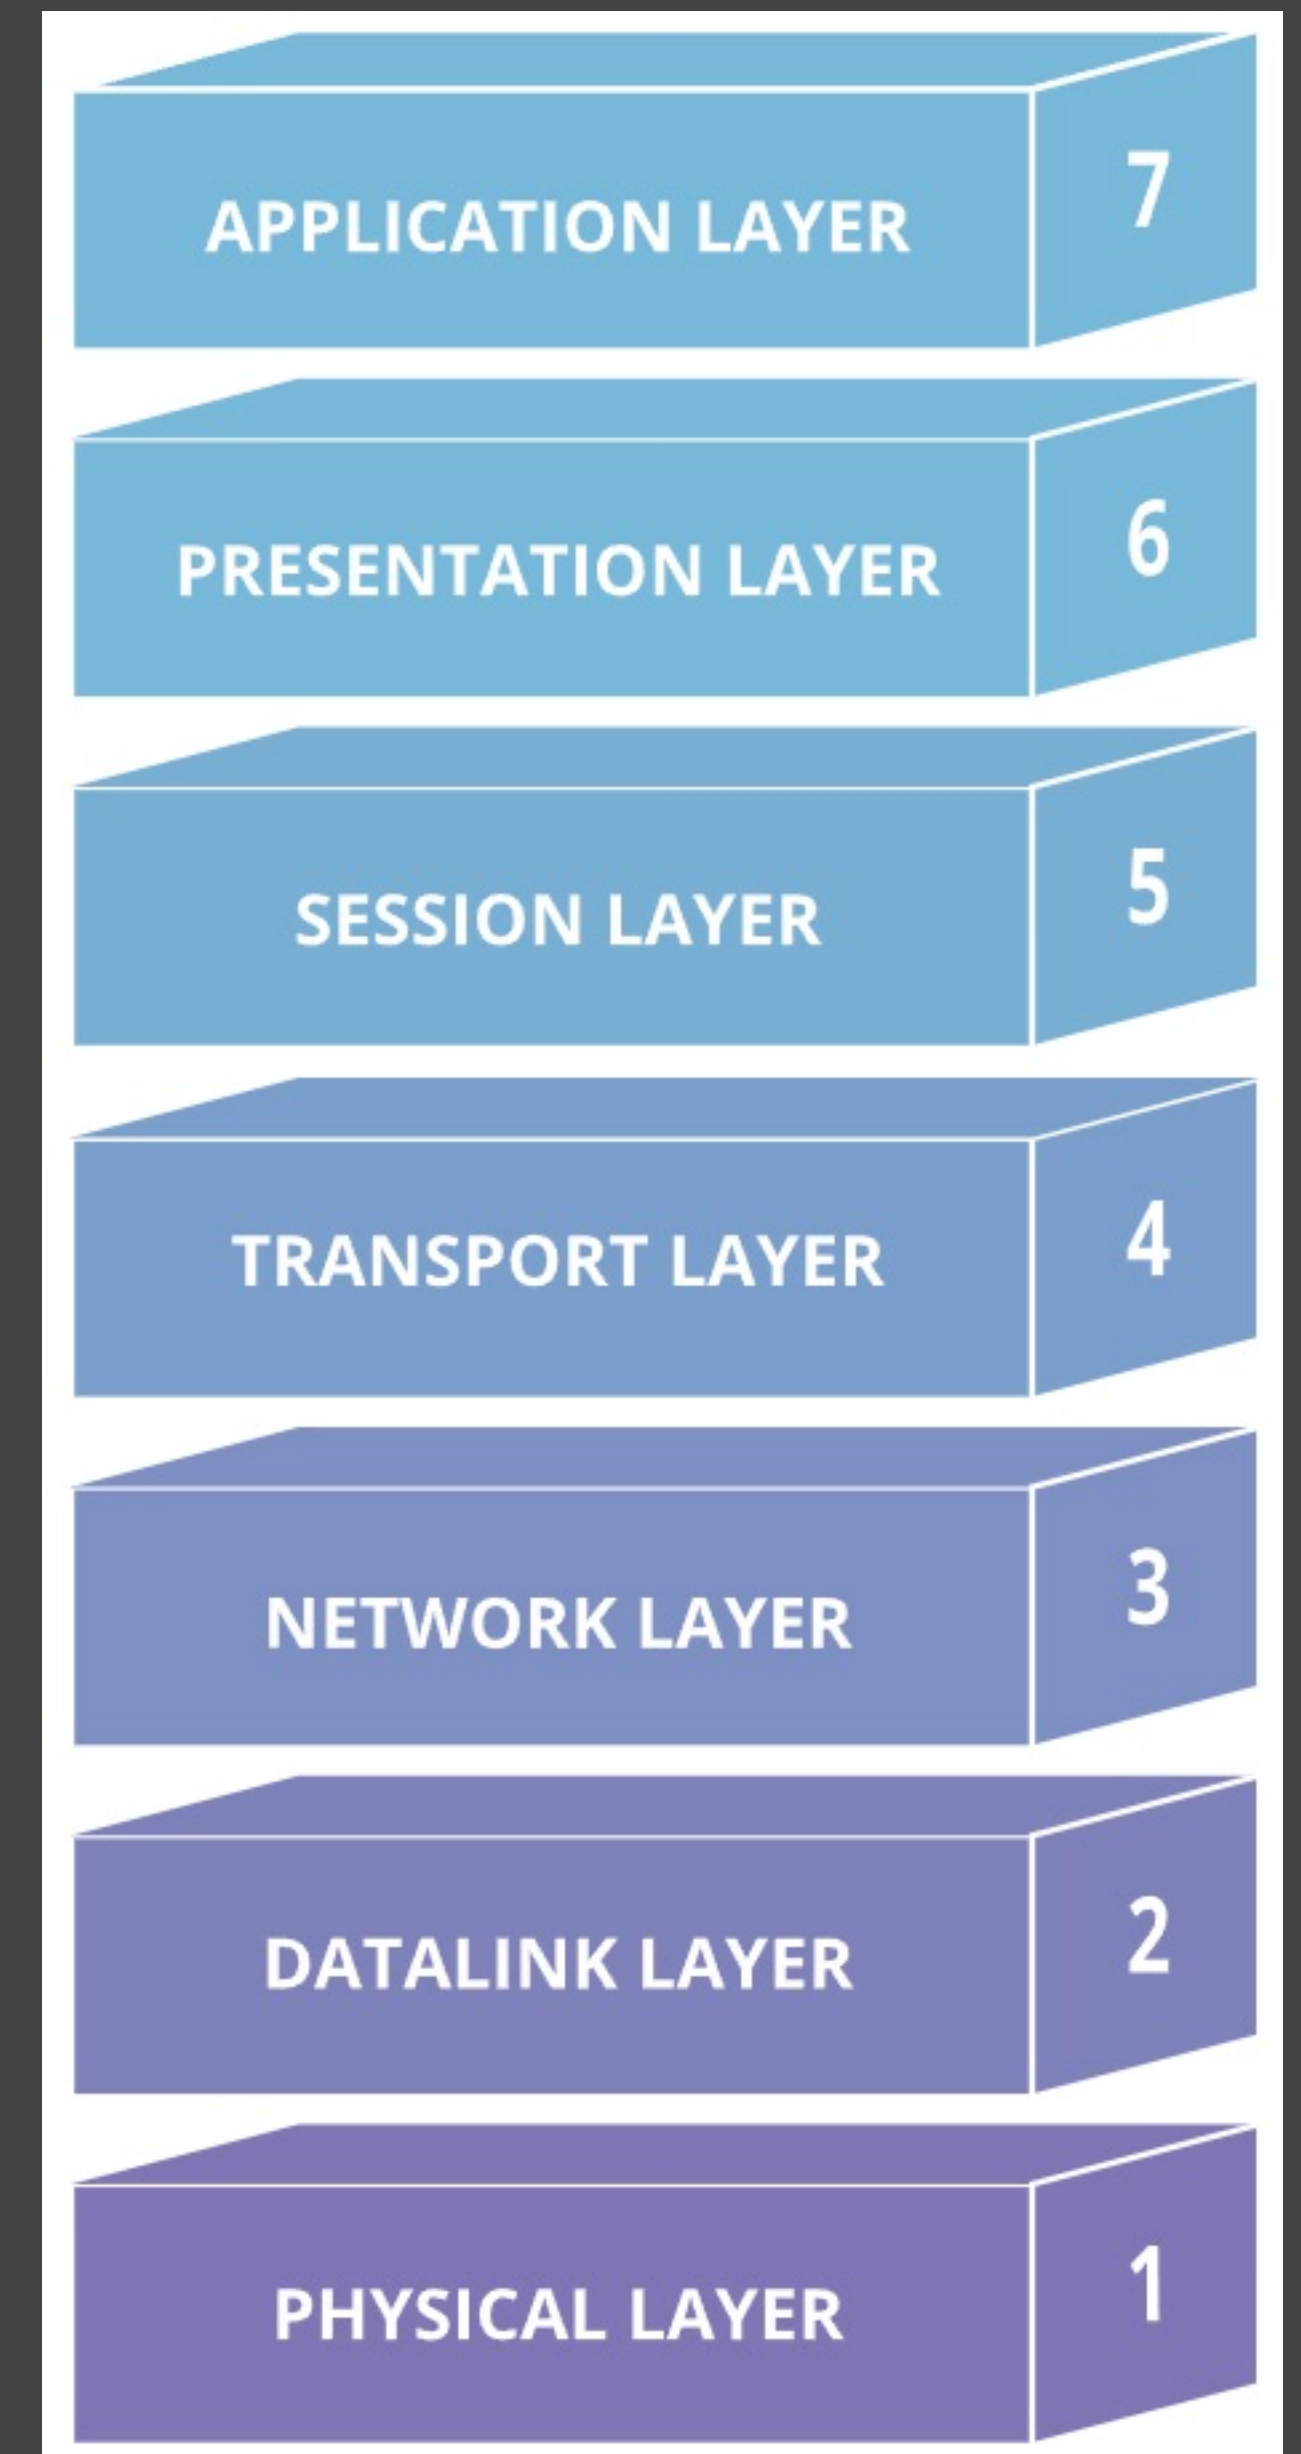 APPLICATION LAYER 7
PRESENTATION LAYER 6
SESSION LAYER 5
TRANSPORT LAYER 4
NETWORK LAYER 3
DATALINK LAYER 2
PHYSICAL LAYER 1